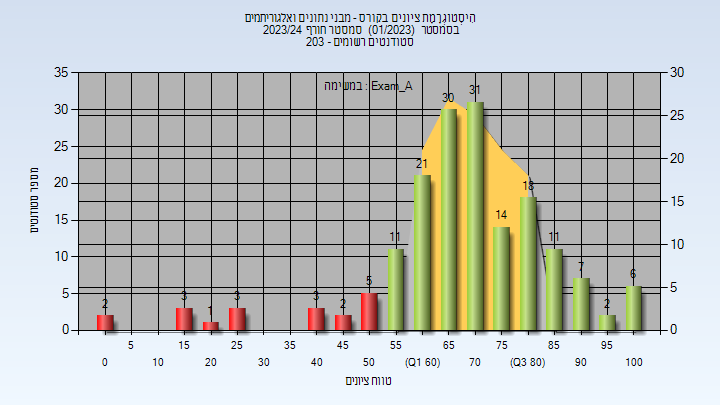 היסטוגרמת ציונים בקורס - מבני נתונים ואלגוריתמים
בסמסטר (01/2023) סמסטר חורף 2023/24
סטודנטים רשומים - 203
במשימה : Exam_A
מספר סטודנטים
35 30 25 20 15 10 5 0
30 25 20 15 10 5 0
2 3 1 3 3 2 5 11 21 30 31 14 18 11 7 2 6
5 15 25 35 45 55 65 75 85 95
0 10 20 30 40 50 (Q1 60) 70 (Q3 80) 90 100
טווח ציונים